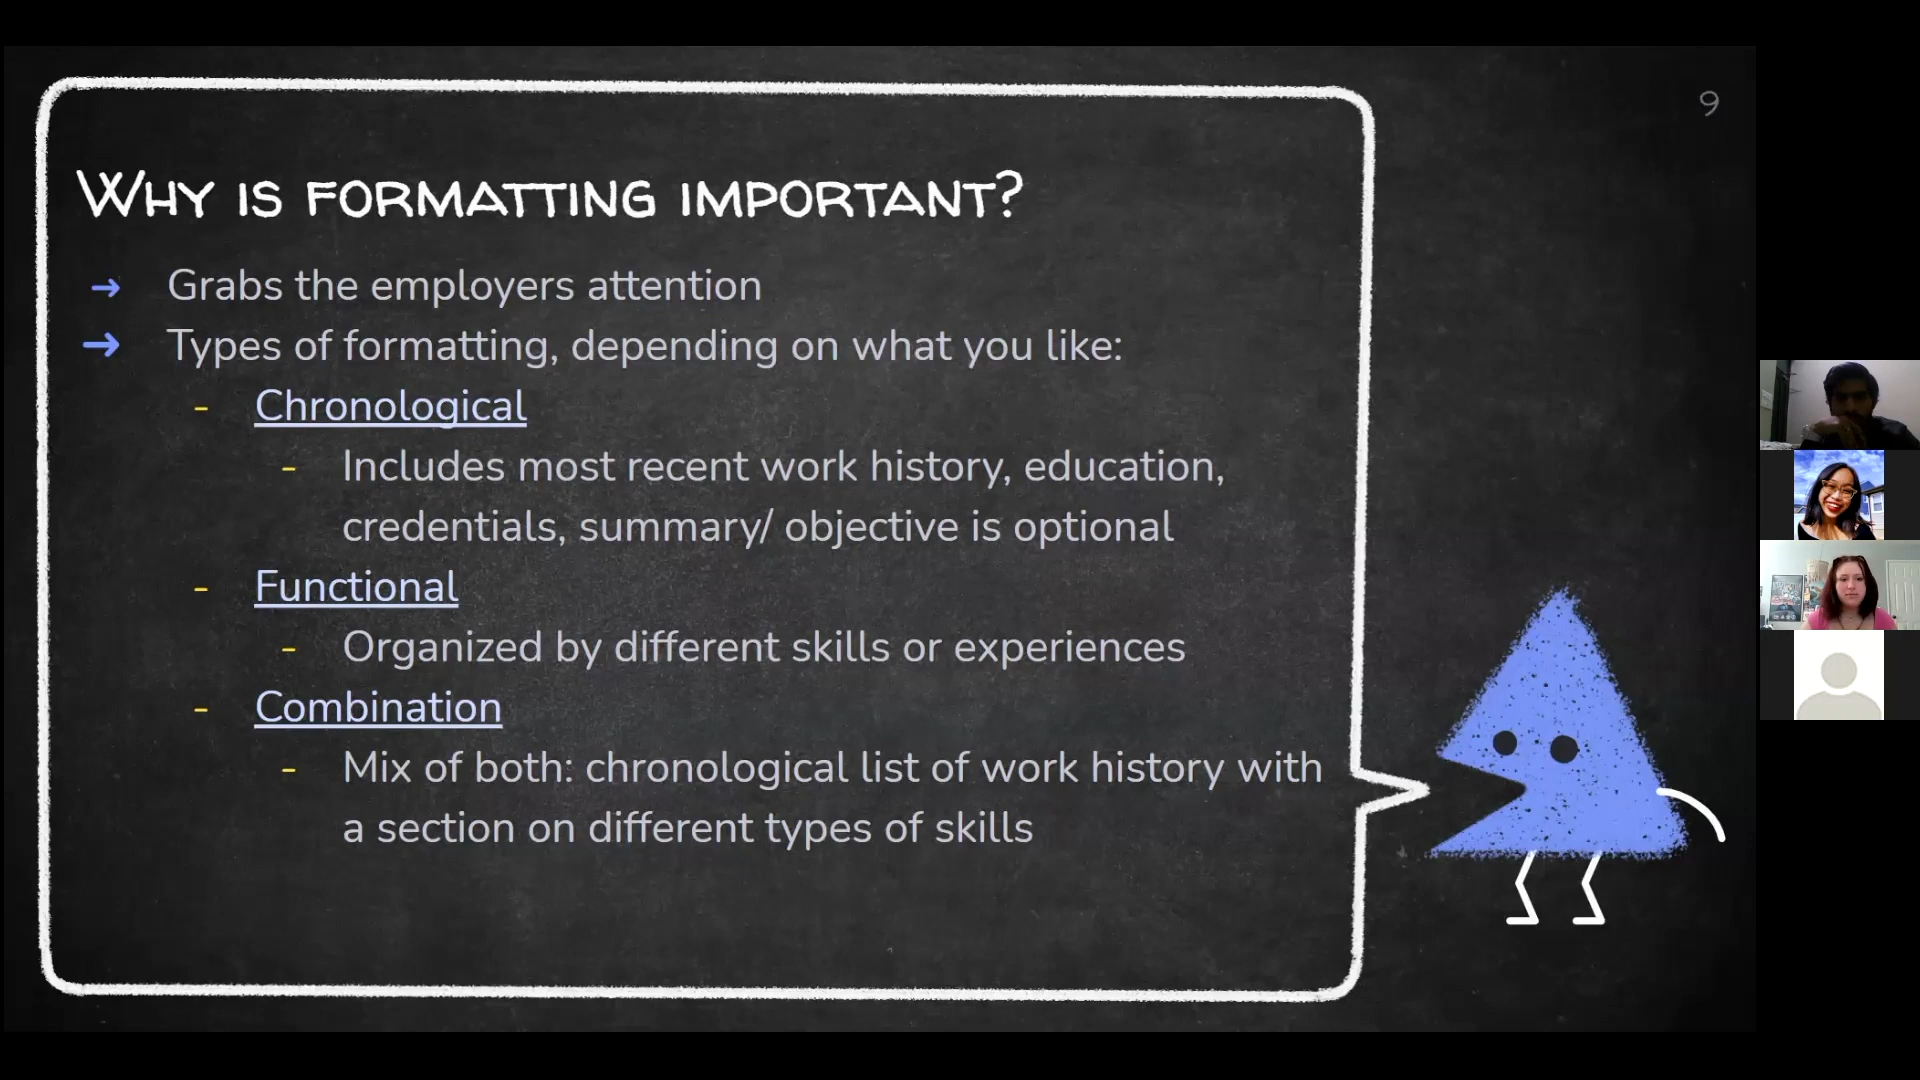 9
Why is formatting important?
→ Grabs the employers attention
→ Types of formatting, depending on what you like:
- Chronological
- Includes most recent work history, education,
credentials, summary/ objective is optional
- Functional
- Organized by different skills or experiences
- Combination
- Mix of both: chronological list of work history with
a section on different types of skills